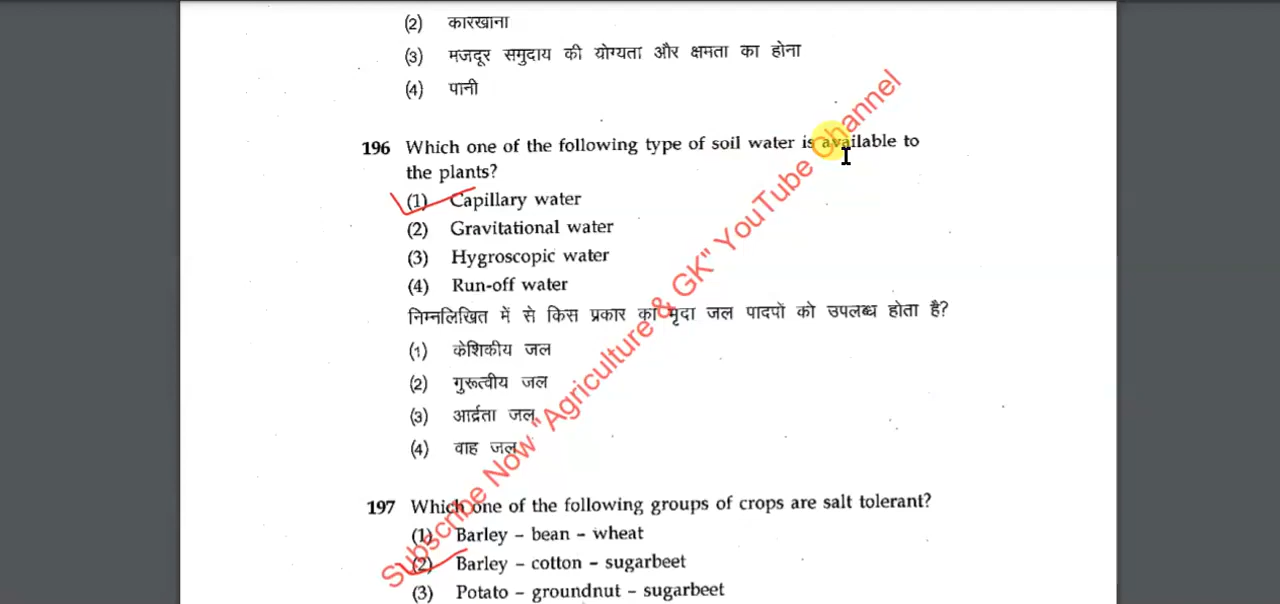 (2) कारखाना
(3) मजदूर समुदाय की योग्यता और क्षमता का होना
(4) पानी
196 Which one of the following type of soil water is available to
the plants?
(1) Capillary water
(2) Gravitational water
(3) Hygroscopic water
(4) Run-off water
निम्नलिखित में से किस प्रकार का मृदा जल पादपों को उपलब्ध होता है?
(1) केशिकीय जल
(2) गुरूत्वीय जल
(3) आर्द्रता जल
(4) वाह जल
197 Which one of the following groups of crops are salt tolerant?
(1) Barley – bean – wheat
(2) Barley – cotton – sugarbeet
(3) Potato – groundnut – sugarbeet
Subscribe Now "Agriculture & GK" YouTube Channel